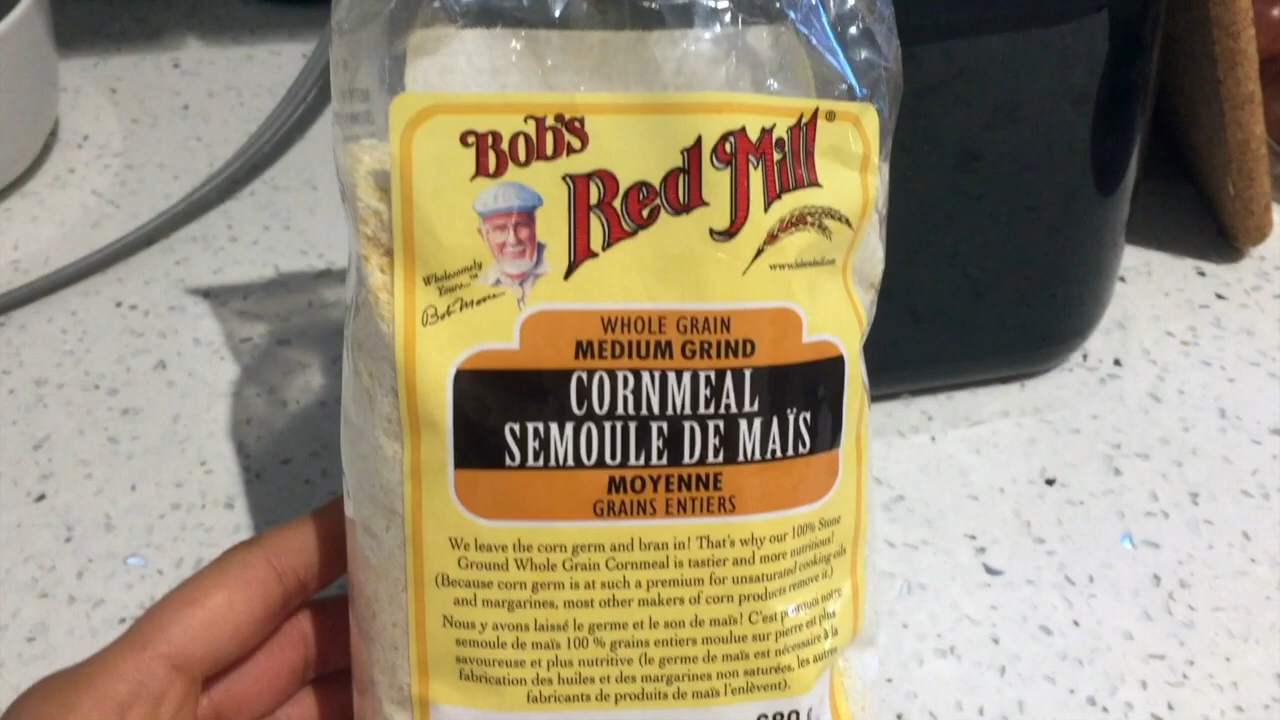 Bob's
Red Mill®
Wholesomely
Yours...™
Bob Moore
WHOLE GRAIN
MEDIUM GRIND
CORNMEAL
SEMOULE DE MAÏS
MOYENNE
GRAINS ENTIERS
We leave the corn germ and bran in! That's why our 100% Stone
Ground Whole Grain Cornmeal is tastier and more nutritious!
(Because corn germ is at such a premium for unsaturated cooking oils
and margarines, most other makers of corn products remove it.)
Nous y avons laissé le germe et le son de maïs! C'est pourquoi notre
semoule de maïs 100 % grains entiers moulue sur pierre est plus
savoureuse et plus nutritive (le germe de maïs est nécessaire à la
fabrication des huiles et des margarines non saturées, les autres
fabricants de produits de maïs l'enlèvent).
680 g